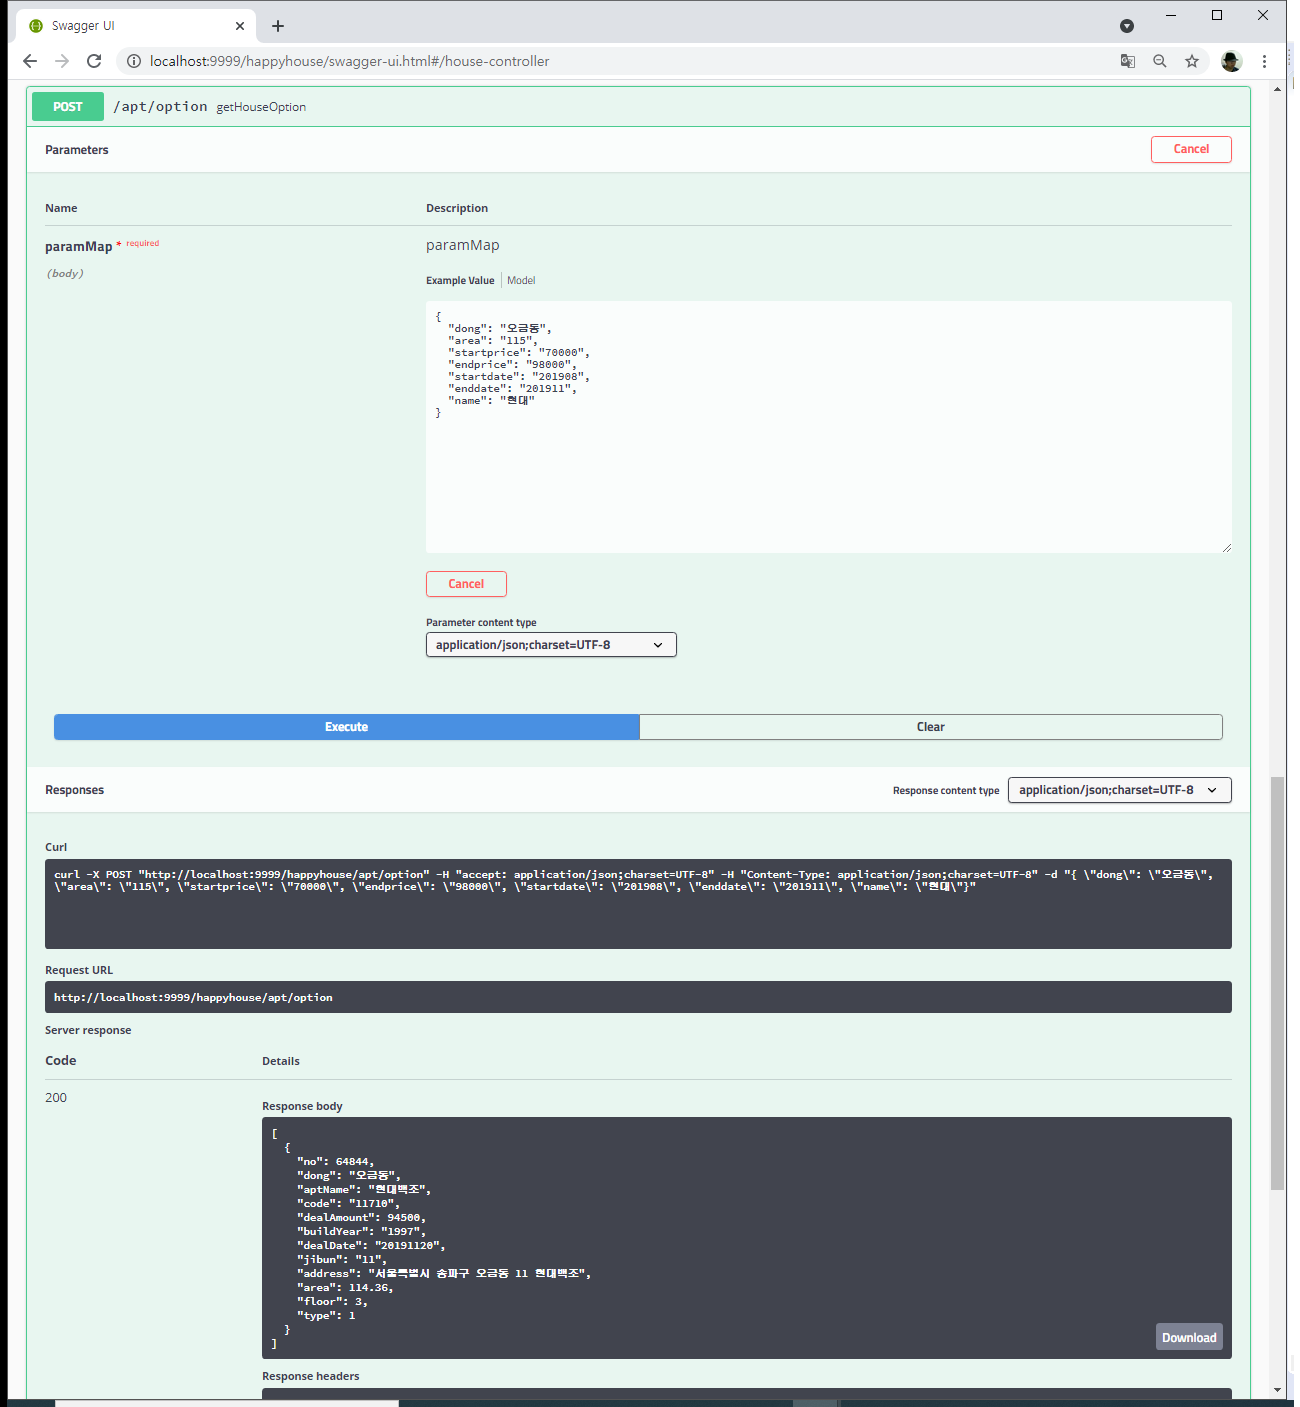 Swagger UI
localhost:9999/happyhouse/swagger-ui.html#/house-controller
POST /apt/option getHouseOption
Parameters
Cancel
Name Description
paramMap * required paramMap
(body)
Example Value Model
{
"dong": "오금동",
"area": "115",
"startprice": "70000",
"endprice": "98000",
"startdate": "201908",
"enddate": "201911",
"name": "현대"
}
Cancel
Parameter content type
application/json;charset=UTF-8
Execute Clear
Responses Response content type application/json;charset=UTF-8
Curl
curl -X POST "http://localhost:9999/happyhouse/apt/option" -H "accept: application/json;charset=UTF-8" -H "Content-Type: application/json;charset=UTF-8" -d "{ \"dong\": \"오금동\",
\"area\": \"115\", \"startprice\": \"70000\", \"endprice\": \"98000\", \"startdate\": \"201908\", \"enddate\": \"201911\", \"name\": \"현대\"}"
Request URL
http://localhost:9999/happyhouse/apt/option
Server response
Code Details
200
Response body
[
{
"no": 64844,
"dong": "오금동",
"aptName": "현대백조",
"code": "11710",
"dealAmount": 94500,
"buildYear": "1997",
"dealDate": "20191120",
"jibun": "11",
"address": "서울특별시 송파구 오금동 11 현대백조",
"area": 114.36,
"floor": 3,
"type": 1
}
]
Download
Response headers